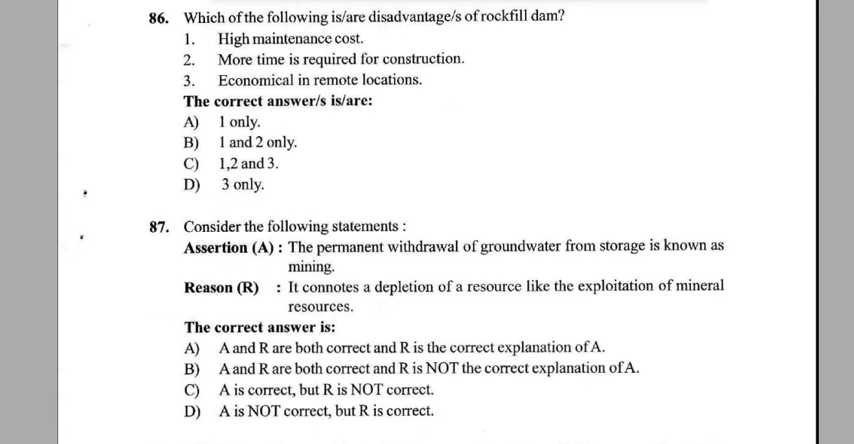 86. Which of the following is/are disadvantage/s of rockfill dam?
1. High maintenance cost.
2. More time is required for construction.
3. Economical in remote locations.
The correct answer/s is/are:
A) 1 only.
B) 1 and 2 only.
C) 1,2 and 3.
D) 3 only.
87. Consider the following statements :
Assertion (A) : The permanent withdrawal of groundwater from storage is known as
mining.
Reason (R) : It connotes a depletion of a resource like the exploitation of mineral
resources.
The correct answer is:
A) A and R are both correct and R is the correct explanation of A.
B) A and R are both correct and R is NOT the correct explanation of A.
C) A is correct, but R is NOT correct.
D) A is NOT correct, but R is correct.